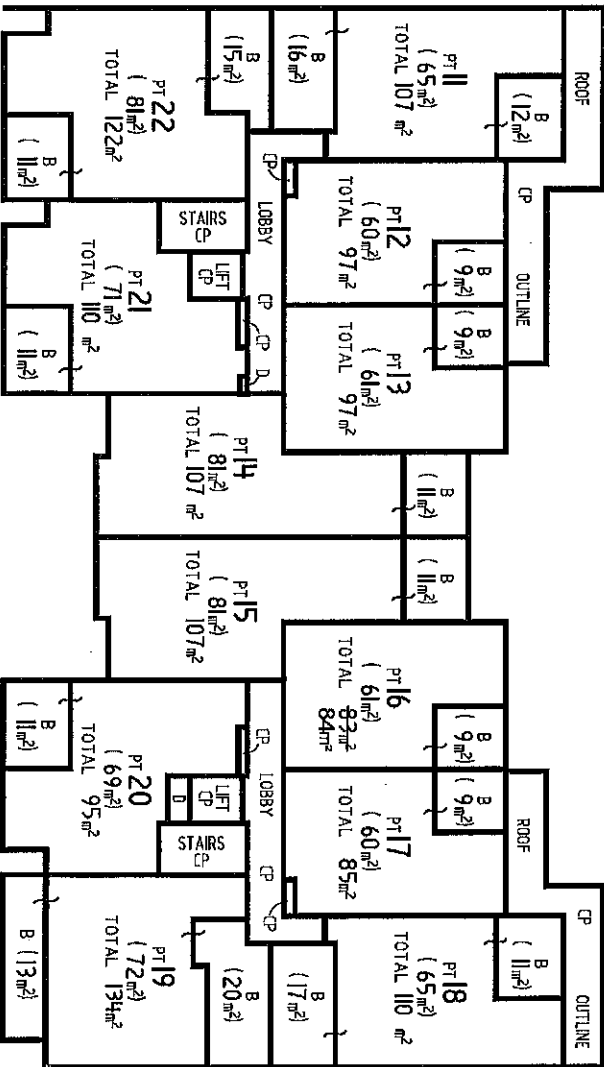 ROOF
CP OUTLINE
ROOF
CP OUTLINE
B
(12m²)
PT 11
(65m²)
TOTAL 107m²
B
(16m²)
PT 12
(60m²)
TOTAL 97m²
B
(9m²)
CP
PT 13
(61m²)
TOTAL 97m²
B
(9m²)
PT 14
(81m²)
TOTAL 107m²
B
(11m²)
PT 15
(81m²)
TOTAL 107m²
B
(11m²)
PT 16
(61m²)
TOTAL 83m²
84m²
B
(9m²)
PT 17
(60m²)
TOTAL 85m²
B
(9m²)
CP
PT 18
(65m²)
TOTAL 110 m²
B
(11m²)
B
(17m²)
LOBBY CP
CP
D
LOBBY CP
CP
B
(15m²)
PT 22
(81m²)
TOTAL 122m²
B
(11m²)
STAIRS
CP
LIFT
CP
PT 21
(71m²)
TOTAL 110 m²
B
(11m²)
PT 20
(69m²)
TOTAL 95m²
B
(11m²)
LIFT
CP
D
STAIRS
CP
B
(20m²)
PT 19
(72m²)
TOTAL 134m²
B (13m²)